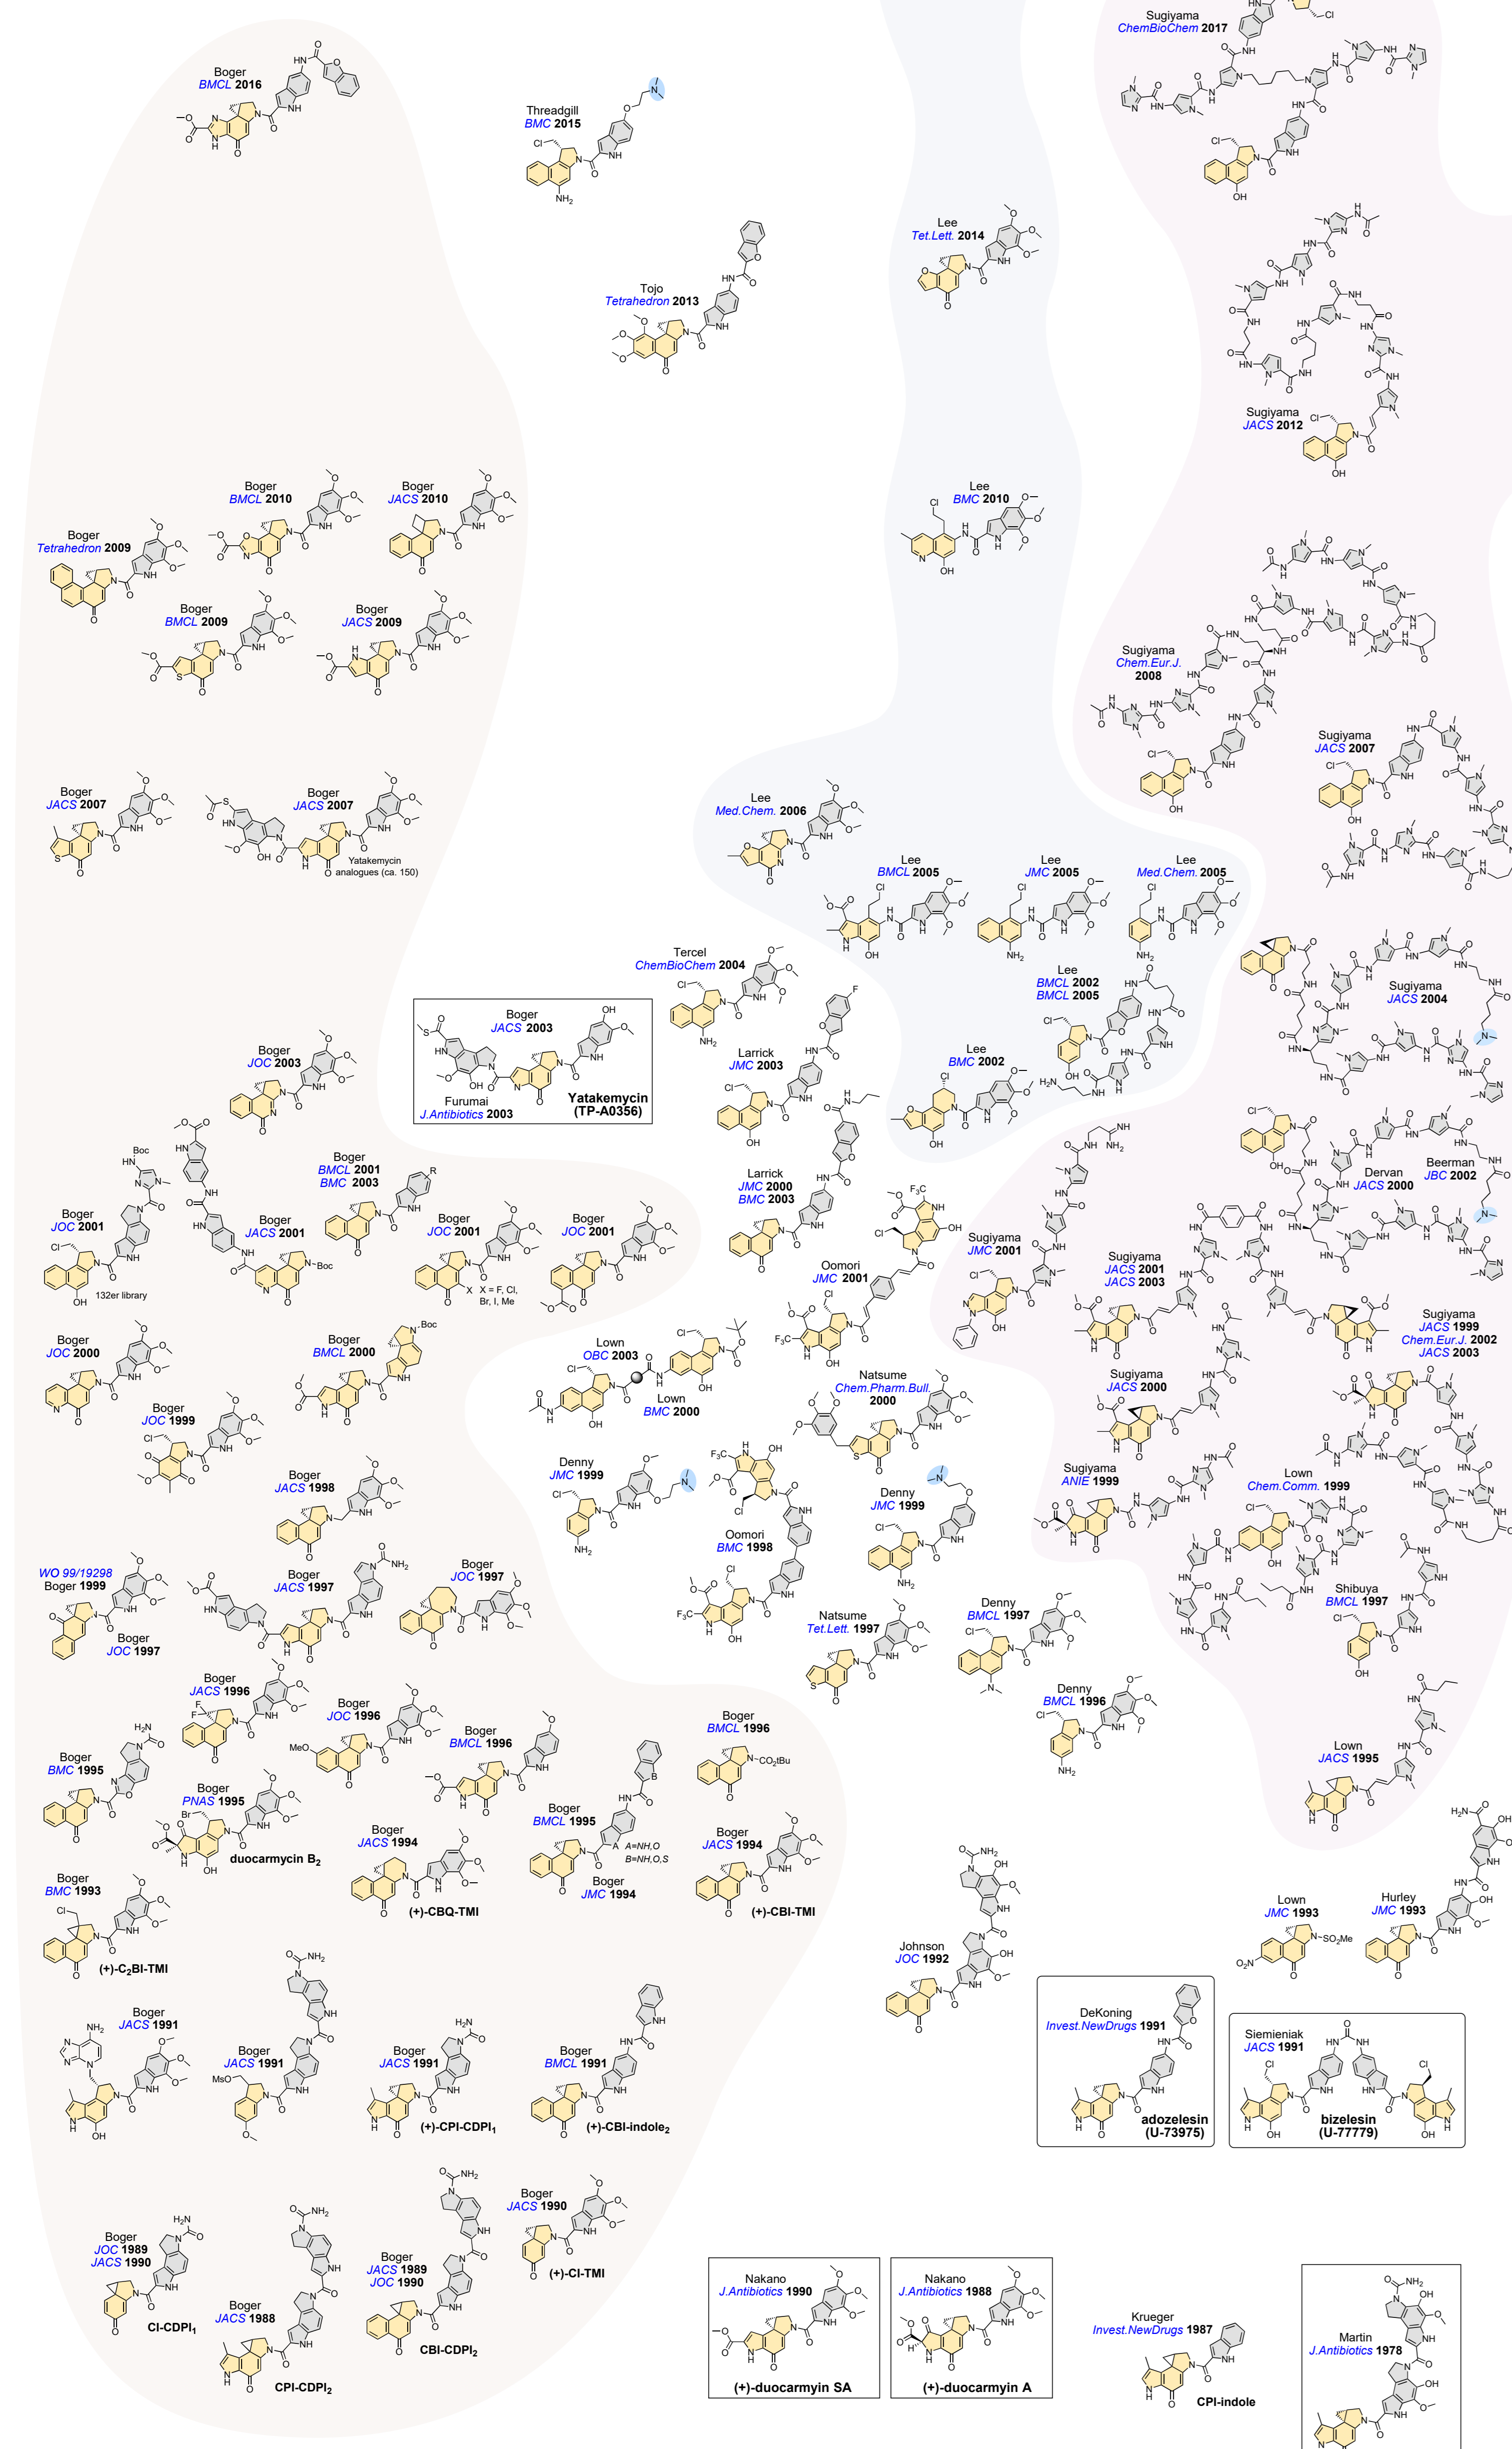 Sugiyama
ChemBioChem 2017
Boger
BMCL 2016
Threadgill
BMC 2015
Lee
Tet.Lett. 2014
Tojo
Tetrahedron 2013
Sugiyama
JACS 2012
Boger
BMCL 2010
Boger
JACS 2010
Lee
BMC 2010
Boger
Tetrahedron 2009
Boger
BMCL 2009
Boger
JACS 2009
Sugiyama
Chem.Eur.J.
2008
Sugiyama
JACS 2007
Boger
JACS 2007
Boger
JACS 2007
Yatakemycin
analogues (ca. 150)
Lee
Med.Chem. 2006
Lee
BMCL 2005
Lee
JMC 2005
Lee
Med.Chem. 2005
Tercel
ChemBioChem 2004
Lee
BMCL 2002
BMCL 2005
Sugiyama
JACS 2004
Boger
JACS 2003
Furumai
J.Antibiotics 2003
Yatakemycin
(TP-A0356)
Boger
JOC 2003
Larrick
JMC 2003
Lee
BMC 2002
Boger
BMCL 2001
BMC 2003
Larrick
JMC 2000
BMC 2003
Dervan
JACS 2000
Beerman
JBC 2002
Boger
JOC 2001
132er library
Boger
JACS 2001
Boger
JOC 2001
X = F, Cl,
Br, I, Me
Boger
JOC 2001
Oomori
JMC 2001
Sugiyama
JMC 2001
Sugiyama
JACS 2001
JACS 2003
Sugiyama
JACS 1999
Chem.Eur.J. 2002
JACS 2003
Boger
JOC 2000
Boger
BMCL 2000
Lown
OBC 2003
Lown
BMC 2000
Natsume
Chem.Pharm.Bull.
2000
Sugiyama
JACS 2000
Boger
JOC 1999
Boger
JACS 1998
Denny
JMC 1999
Oomori
BMC 1998
Denny
JMC 1999
Sugiyama
ANIE 1999
Lown
Chem.Comm. 1999
WO 99/19298
Boger 1999
Boger
JOC 1997
Boger
JACS 1997
Boger
JOC 1997
Natsume
Tet.Lett. 1997
Denny
BMCL 1997
Shibuya
BMCL 1997
Boger
JACS 1996
Boger
JOC 1996
Boger
BMCL 1996
Boger
BMCL 1996
Denny
BMCL 1996
Lown
JACS 1995
Boger
BMC 1995
Boger
PNAS 1995
duocarmycin B2
Boger
JACS 1994
(+)-CBQ-TMI
Boger
BMCL 1995
A=NH,O
B=NH,O,S
Boger
JMC 1994
Boger
JACS 1994
(+)-CBI-TMI
Boger
BMC 1993
(+)-C2BI-TMI
Johnson
JOC 1992
Lown
JMC 1993
Hurley
JMC 1993
Boger
JACS 1991
Boger
JACS 1991
Boger
JACS 1991
(+)-CPI-CDPI1
Boger
BMCL 1991
(+)-CBI-indole2
DeKoning
Invest.NewDrugs 1991
adozelesin
(U-73975)
Siemieniak
JACS 1991
bizelesin
(U-77779)
Boger
JOC 1989
JACS 1990
CI-CDPI1
Boger
JACS 1988
CPI-CDPI2
Boger
JACS 1989
JOC 1990
CBI-CDPI2
Boger
JACS 1990
(+)-CI-TMI
Nakano
J.Antibiotics 1990
(+)-duocarmyin SA
Nakano
J.Antibiotics 1988
(+)-duocarmyin A
Krueger
Invest.NewDrugs 1987
CPI-indole
Martin
J.Antibiotics 1978